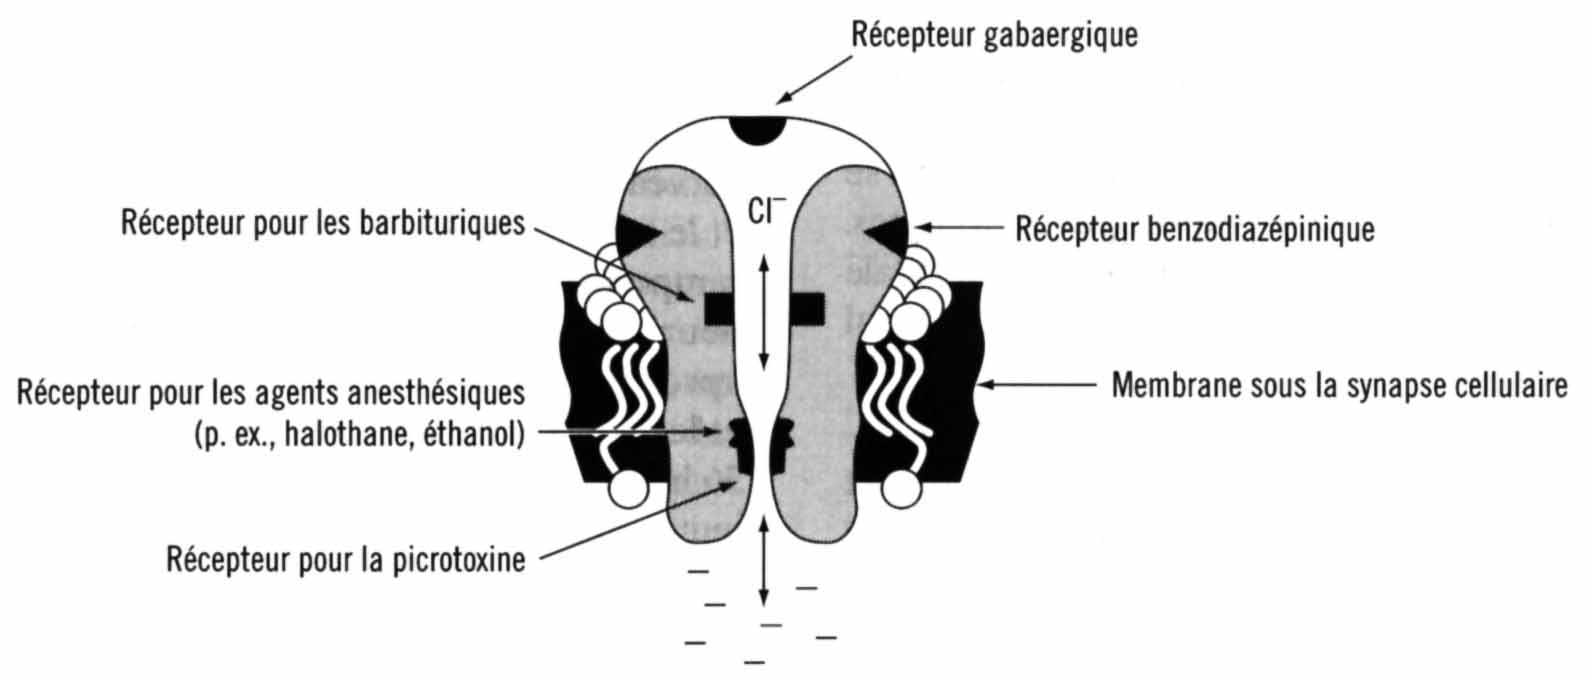 Récepteur gabaergique
Cl⁻
Récepteur pour les barbituriques
Récepteur benzodiazépinique
Récepteur pour les agents anesthésiques
(p. ex., halothane, éthanol)
Membrane sous la synapse cellulaire
Récepteur pour la picrotoxine